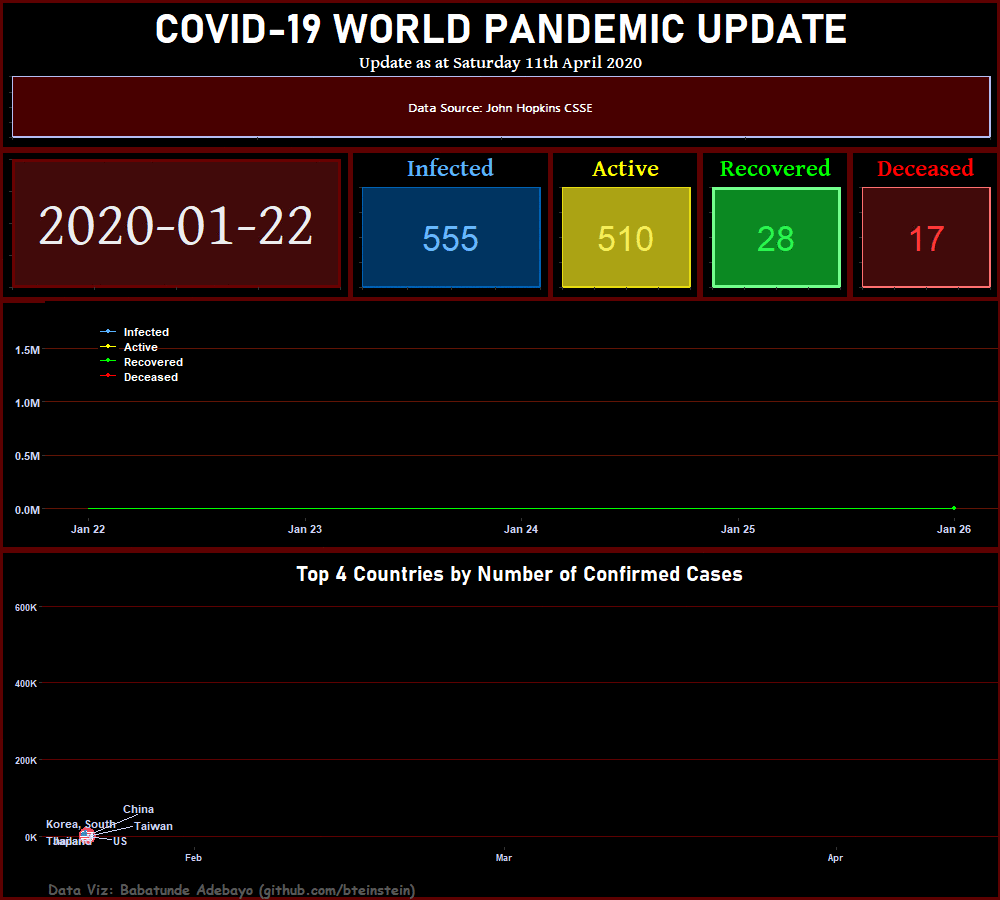 COVID-19 WORLD PANDEMIC UPDATE
Update as at Saturday 11th April 2020
Data Source: John Hopkins CSSE
2020-01-22
Infected
555
Active
510
Recovered
28
Deceased
17
Infected
Active
Recovered
Deceased
1.5M
1.0M
0.5M
0.0M
Jan 22 Jan 23 Jan 24 Jan 25 Jan 26
Top 4 Countries by Number of Confirmed Cases
600K
400K
200K
0K
China
Korea, South
Taiwan
US
Feb Mar Apr
Data Viz: Babatunde Adebayo (github.com/bteinstein)